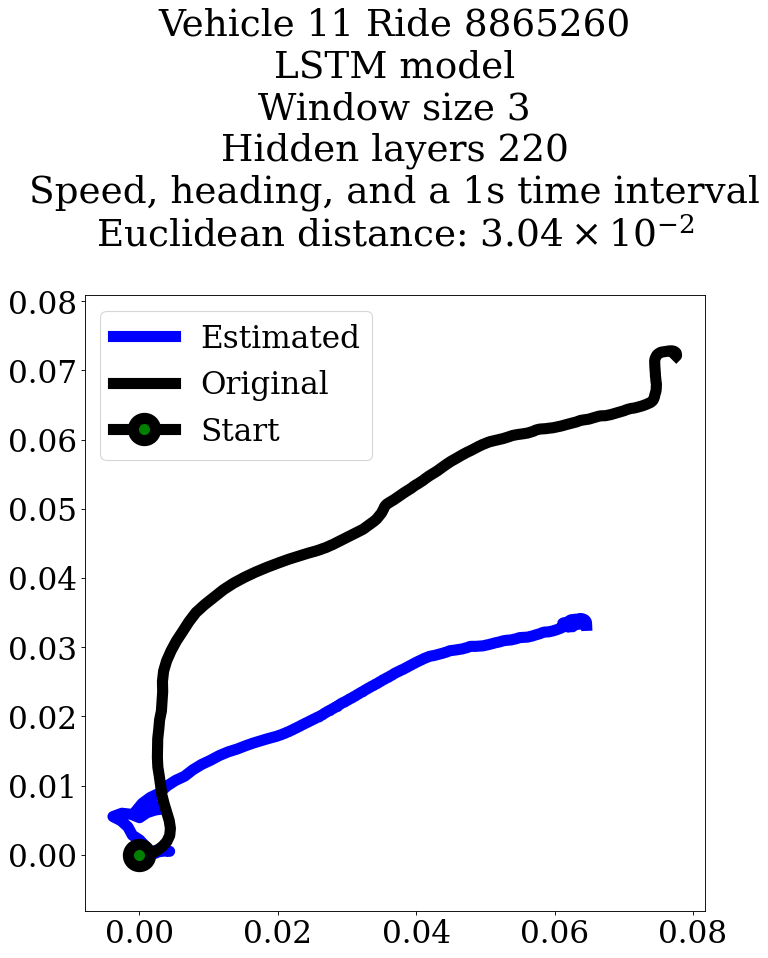 Vehicle 11 Ride 8865260
LSTM model
Window size 3
Hidden layers 220
Speed, heading, and a 1s time interval
Euclidean distance: 3.04 × 10⁻²
0.08
0.07
0.06
0.05
0.04
0.03
0.02
0.01
0.00
Estimated
Original
Start
0.00 0.02 0.04 0.06 0.08